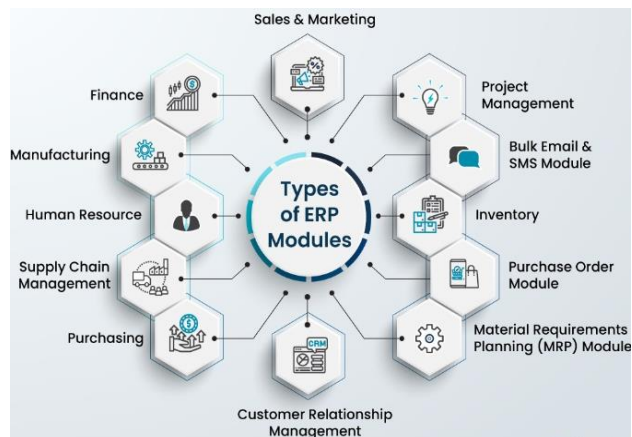 Sales & Marketing
Finance
Manufacturing
Human Resource
Supply Chain
Management
Purchasing
Types
of ERP
Modules
Project
Management
Bulk Email &
SMS Module
Inventory
Purchase Order
Module
Material Requirements
Planning (MRP) Module
CRM
Customer Relationship
Management